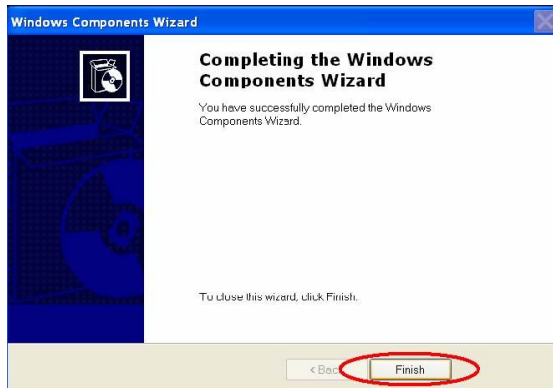 Windows Components Wizard
Completing the Windows
Components Wizard
You have successfully completed the Windows
Components Wizard.
To close this wizard, click Finish.
< Back
Finish